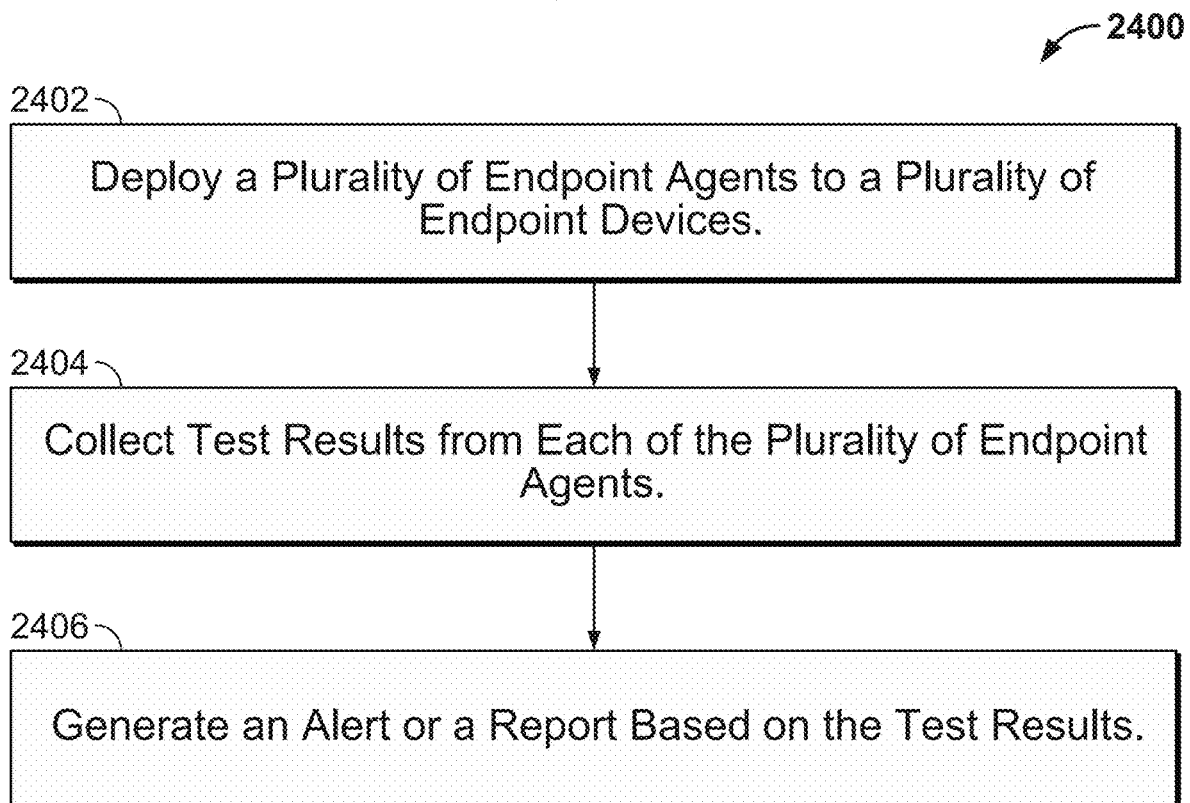 2400
2402
Deploy a Plurality of Endpoint Agents to a Plurality of
Endpoint Devices.
2404
Collect Test Results from Each of the Plurality of Endpoint
Agents.
2406
Generate an Alert or a Report Based on the Test Results.